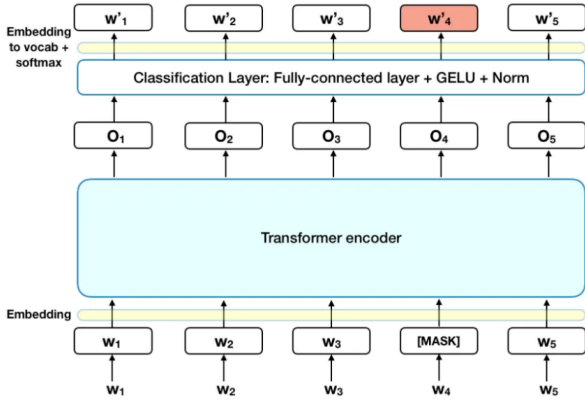 Embedding
to vocab +
softmax
w'₁ w'₂ w'₃ w'₄ w'₅
Classification Layer: Fully-connected layer + GELU + Norm
O₁ O₂ O₃ O₄ O₅
Transformer encoder
Embedding
w₁ w₂ w₃ [MASK] w₅
w₁ w₂ w₃ w₄ w₅